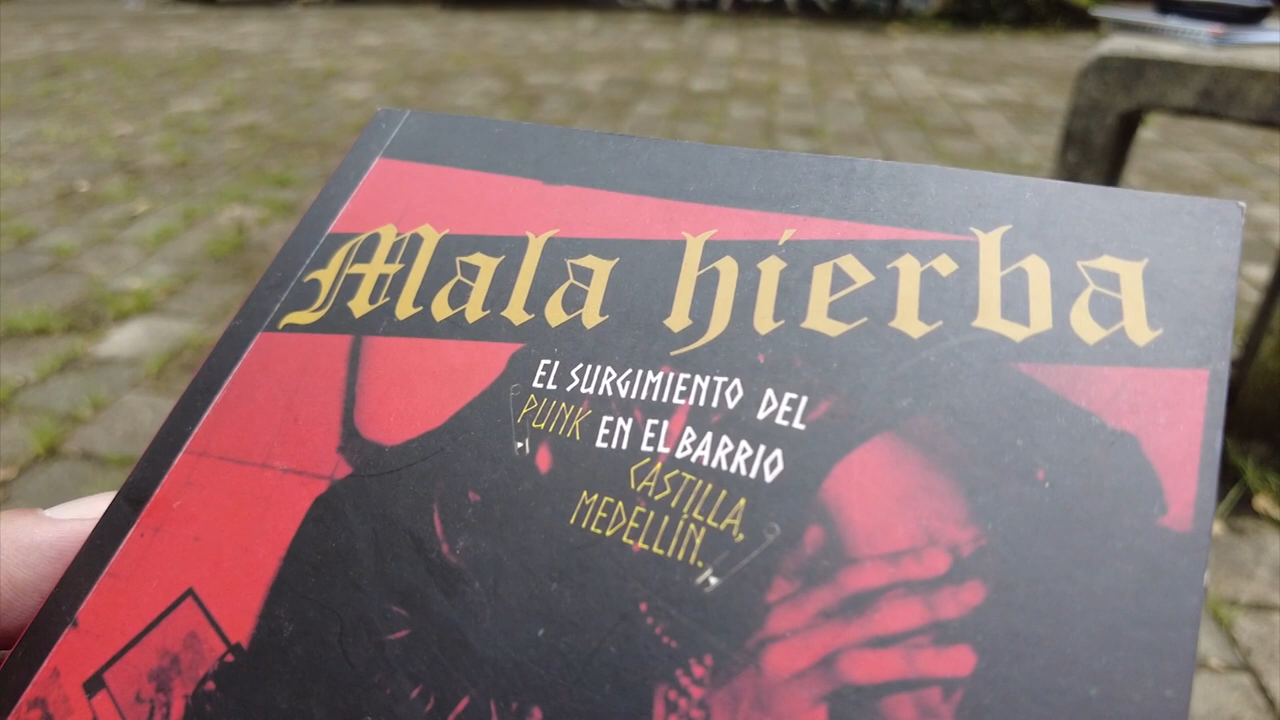 Mala hierba
EL SURGIMIENTO DEL
PUNK EN EL BARRIO
CASTILLA,
MEDELLÍN.